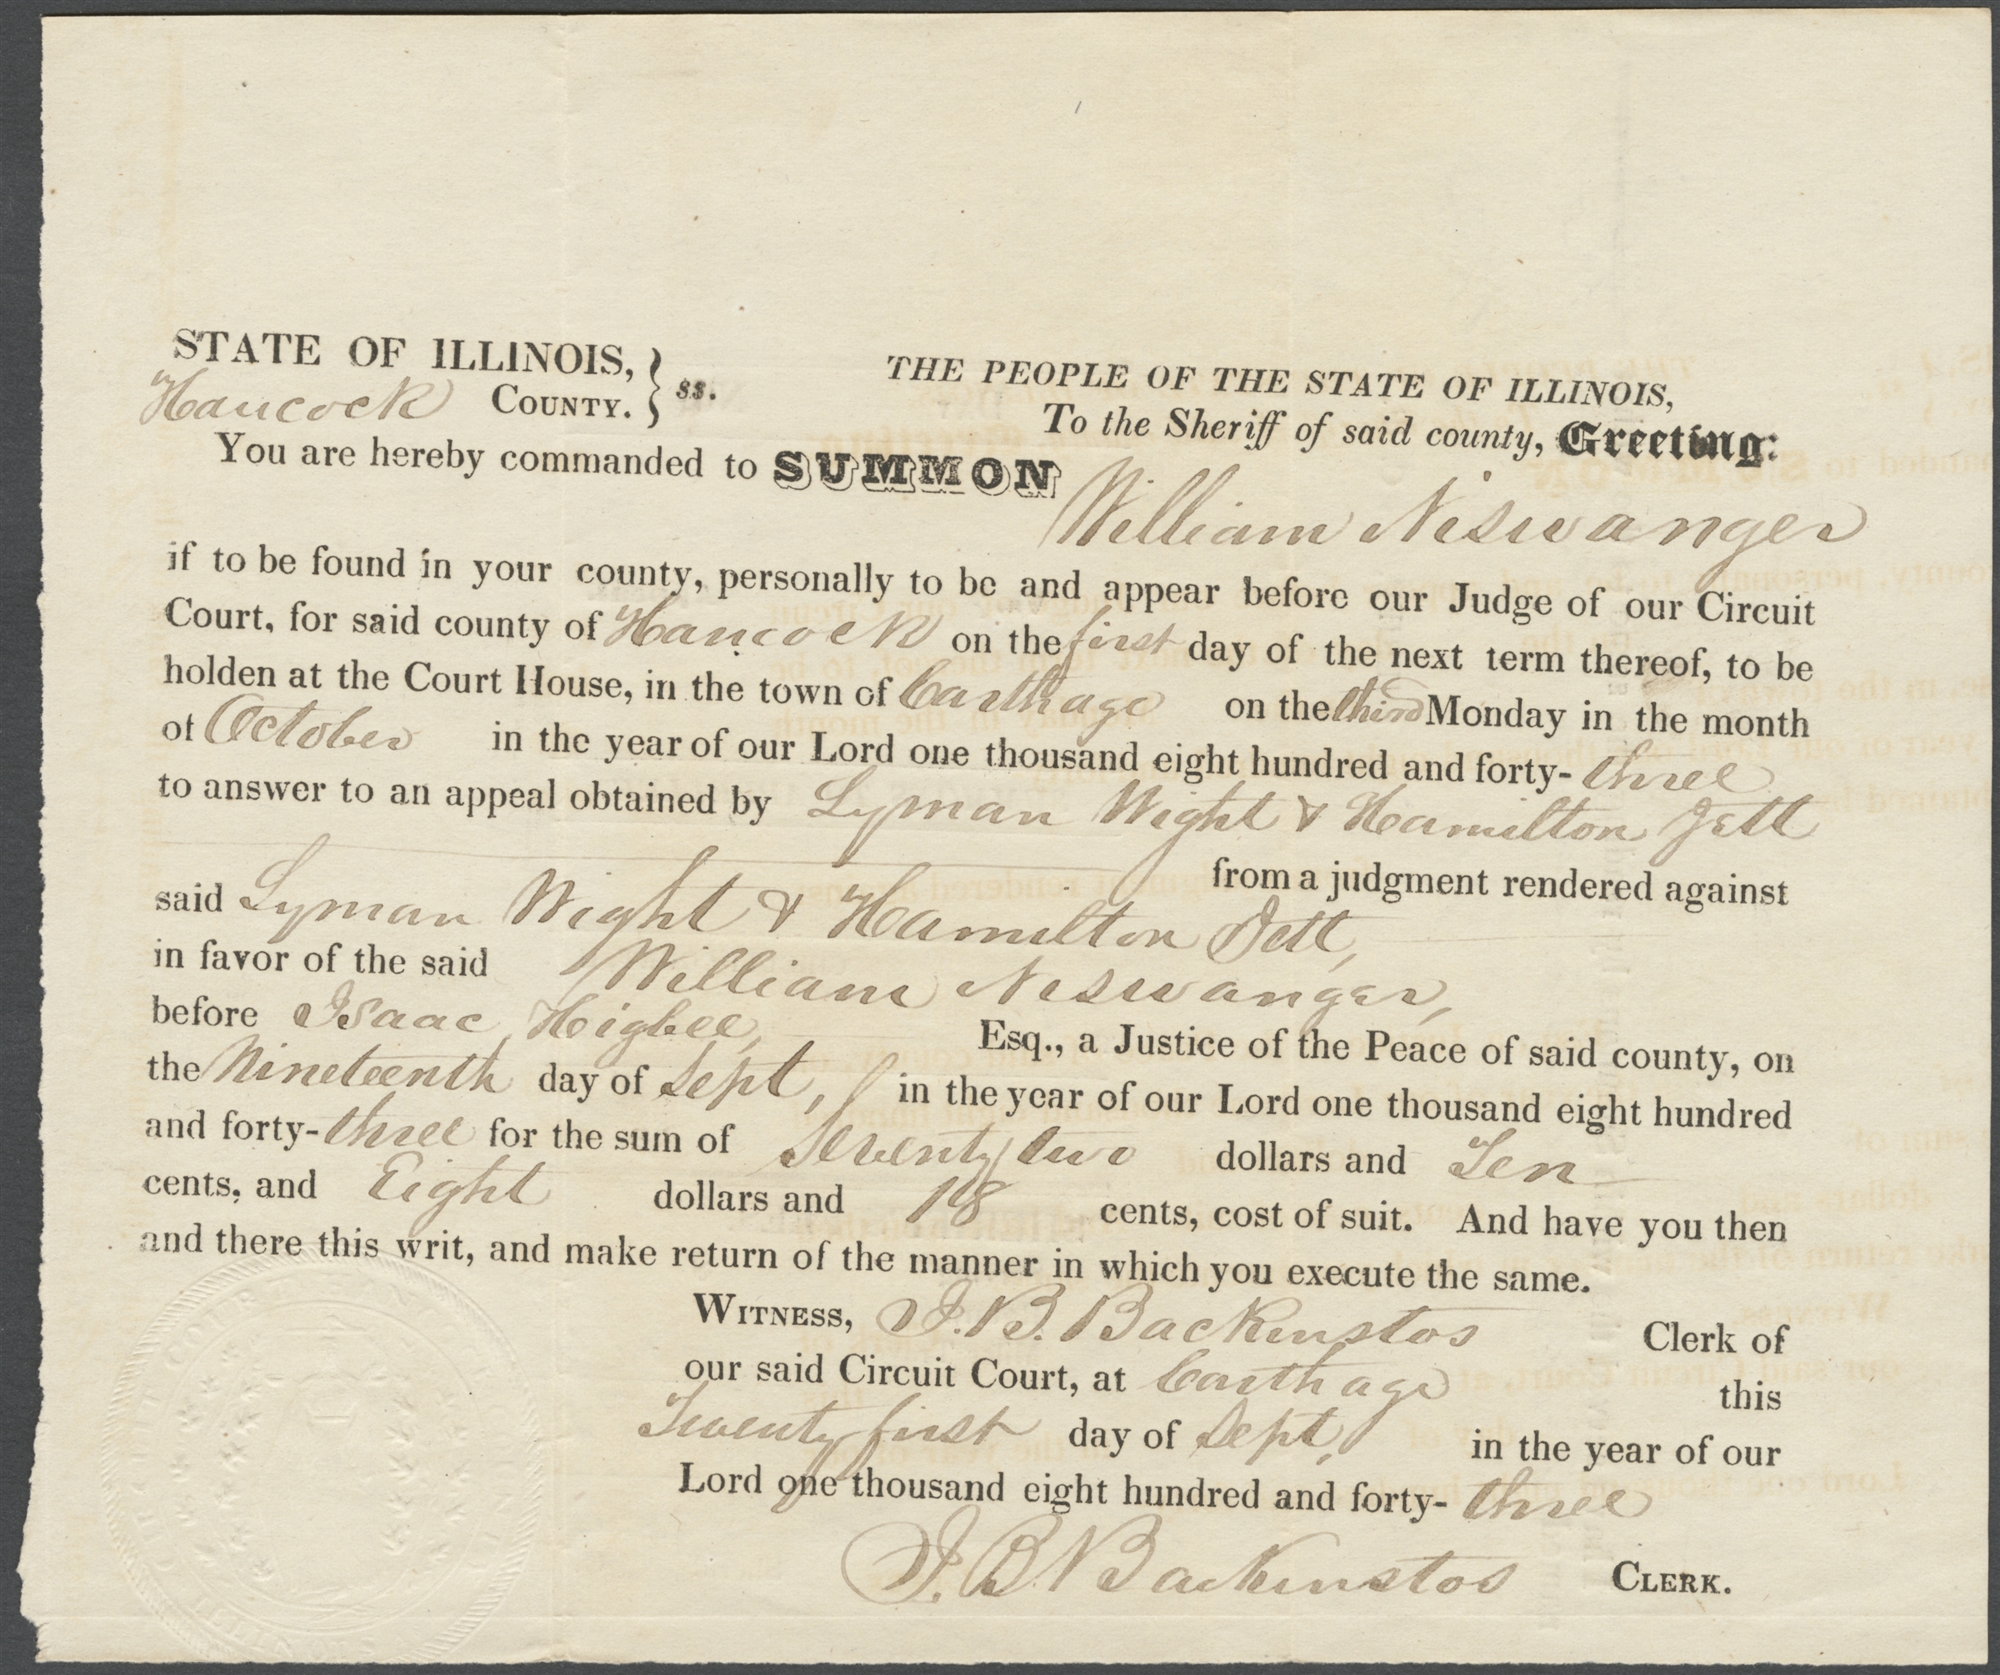 STATE OF ILLINOIS, } ss.
Hancock COUNTY.
THE PEOPLE OF THE STATE OF ILLINOIS,
To the Sheriff of said county, Greeting:
You are hereby commanded to SUMMON
William Niswanger
if to be found in your county, personally to be and appear before our Judge of our Circuit
Court, for said county of Hancock on the first day of the next term thereof, to be
holden at the Court House, in the town of Carthage on the third Monday in the month
of October in the year of our Lord one thousand eight hundred and forty-three
to answer to an appeal obtained by Lyman Wight & Hamilton Jett
from a judgment rendered against
said Lyman Wight & Hamilton Jett,
in favor of the said William Niswanger,
before Isaac Higbee, Esq., a Justice of the Peace of said county, on
the Nineteenth day of Sept, in the year of our Lord one thousand eight hundred
and forty-three for the sum of Seventy two dollars and Ten
cents, and Eight dollars and 18 cents, cost of suit. And have you then
and there this writ, and make return of the manner in which you execute the same.
WITNESS, J. B. Backenstos Clerk of
our said Circuit Court, at Carthage this
Twenty first day of Sept, in the year of our
Lord one thousand eight hundred and forty-three
J. B. Backenstos CLERK.